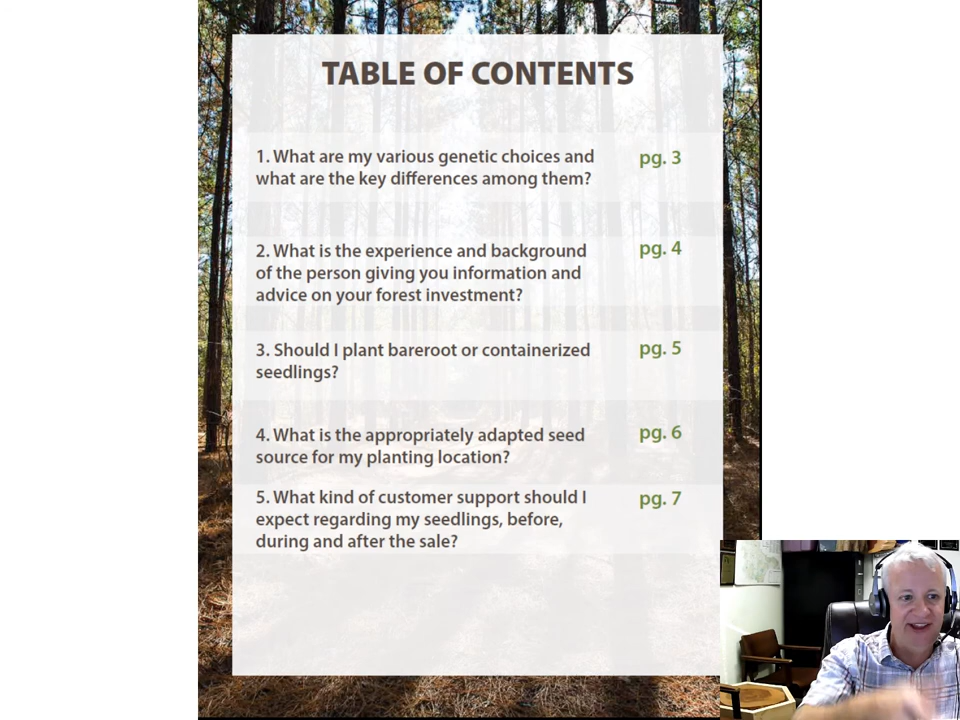 TABLE OF CONTENTS
1. What are my various genetic choices and
what are the key differences among them?
pg. 3
2. What is the experience and background
of the person giving you information and
advice on your forest investment?
pg. 4
3. Should I plant bareroot or containerized
seedlings?
pg. 5
4. What is the appropriately adapted seed
source for my planting location?
pg. 6
5. What kind of customer support should I
expect regarding my seedlings, before,
during and after the sale?
pg. 7